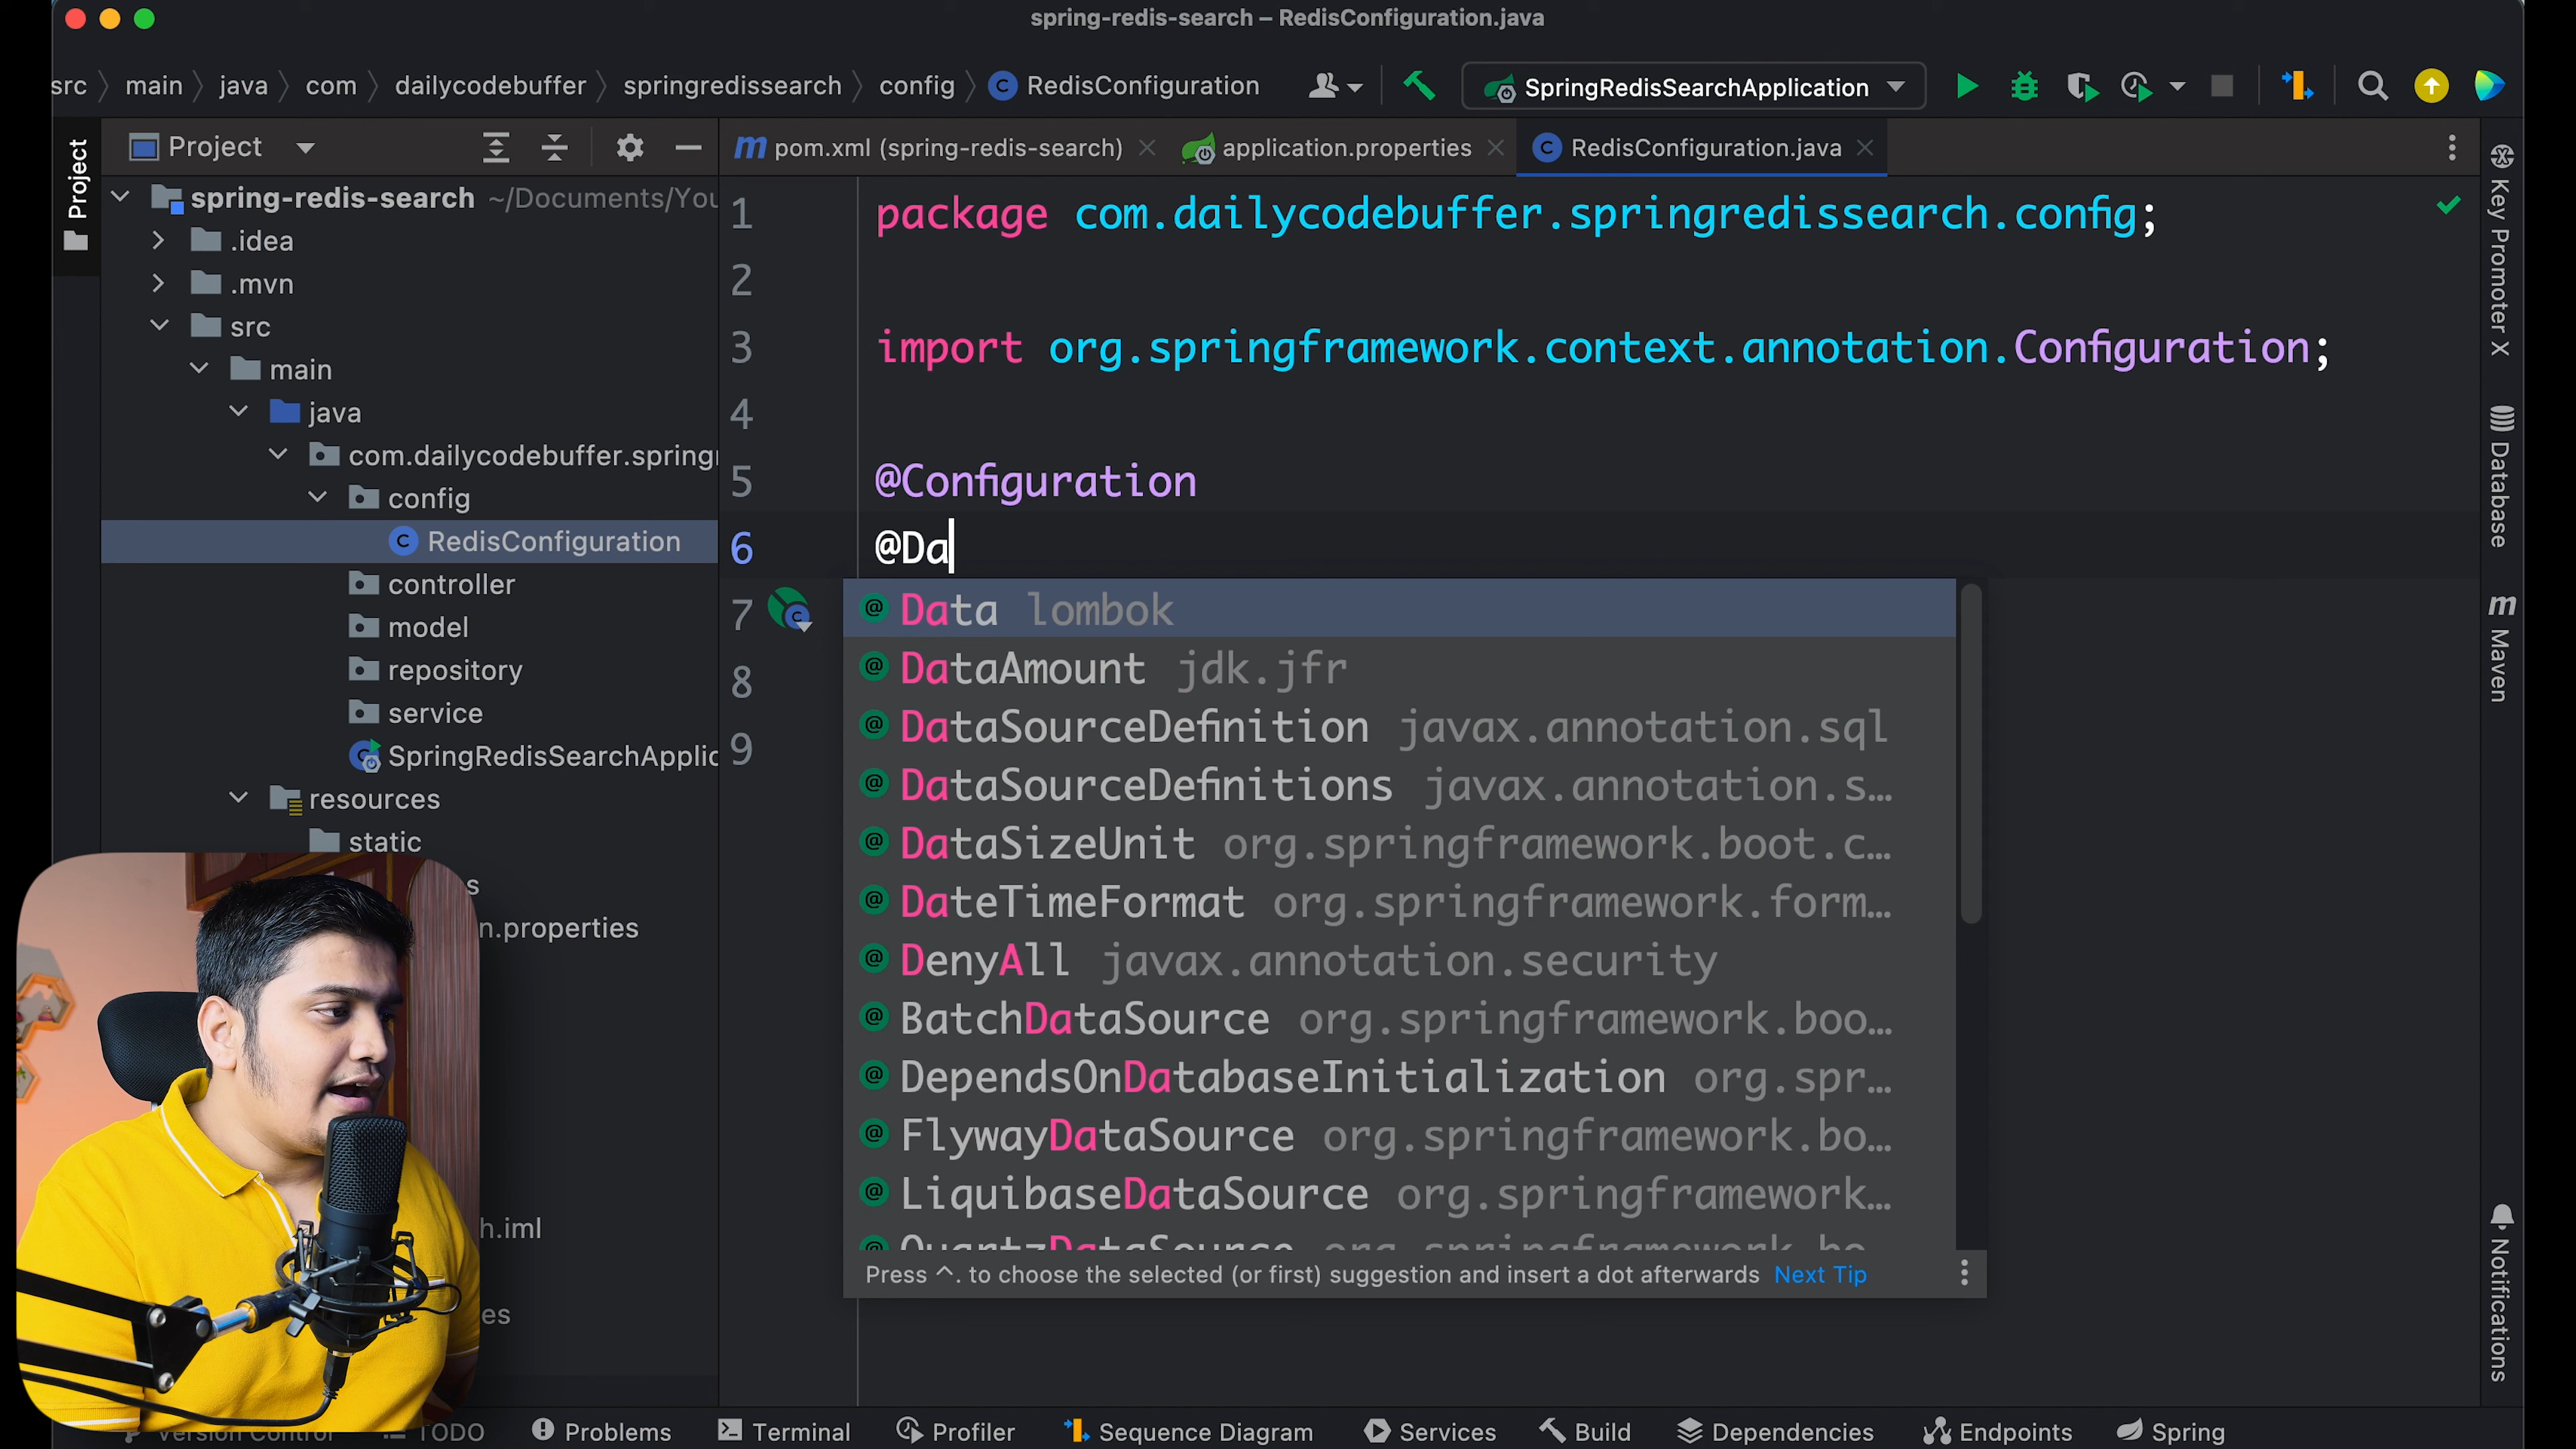 spring-redis-search – RedisConfiguration.java
src main java com dailycodebuffer springredissearch config RedisConfiguration SpringRedisSearchApplication
Project
pom.xml (spring-redis-search) application.properties RedisConfiguration.java
Project
spring-redis-search ~/Documents/You
.idea
.mvn
src
main
java
com.dailycodebuffer.spring
config
RedisConfiguration
controller
model
repository
service
SpringRedisSearchApplic
resources
static
s
n.properties
h.iml
es
1 package com.dailycodebuffer.springredissearch.config;
2
3 import org.springframework.context.annotation.Configuration;
4
5 @Configuration
6 @Da
7
8
9
@ Data lombok
@ DataAmount jdk.jfr
@ DataSourceDefinition javax.annotation.sql
@ DataSourceDefinitions javax.annotation.s…
@ DataSizeUnit org.springframework.boot.c…
@ DateTimeFormat org.springframework.form…
@ DenyAll javax.annotation.security
@ BatchDataSource org.springframework.boo…
@ DependsOnDatabaseInitialization org.spr…
@ FlywayDataSource org.springframework.bo…
@ LiquibaseDataSource org.springframework…
@ QuartzDataSource org.springframework.bo
Press ^. to choose the selected (or first) suggestion and insert a dot afterwards Next Tip
Key Promoter X
Database
Maven
Notifications
Version Control TODO Problems Terminal Profiler Sequence Diagram Services Build Dependencies Endpoints Spring